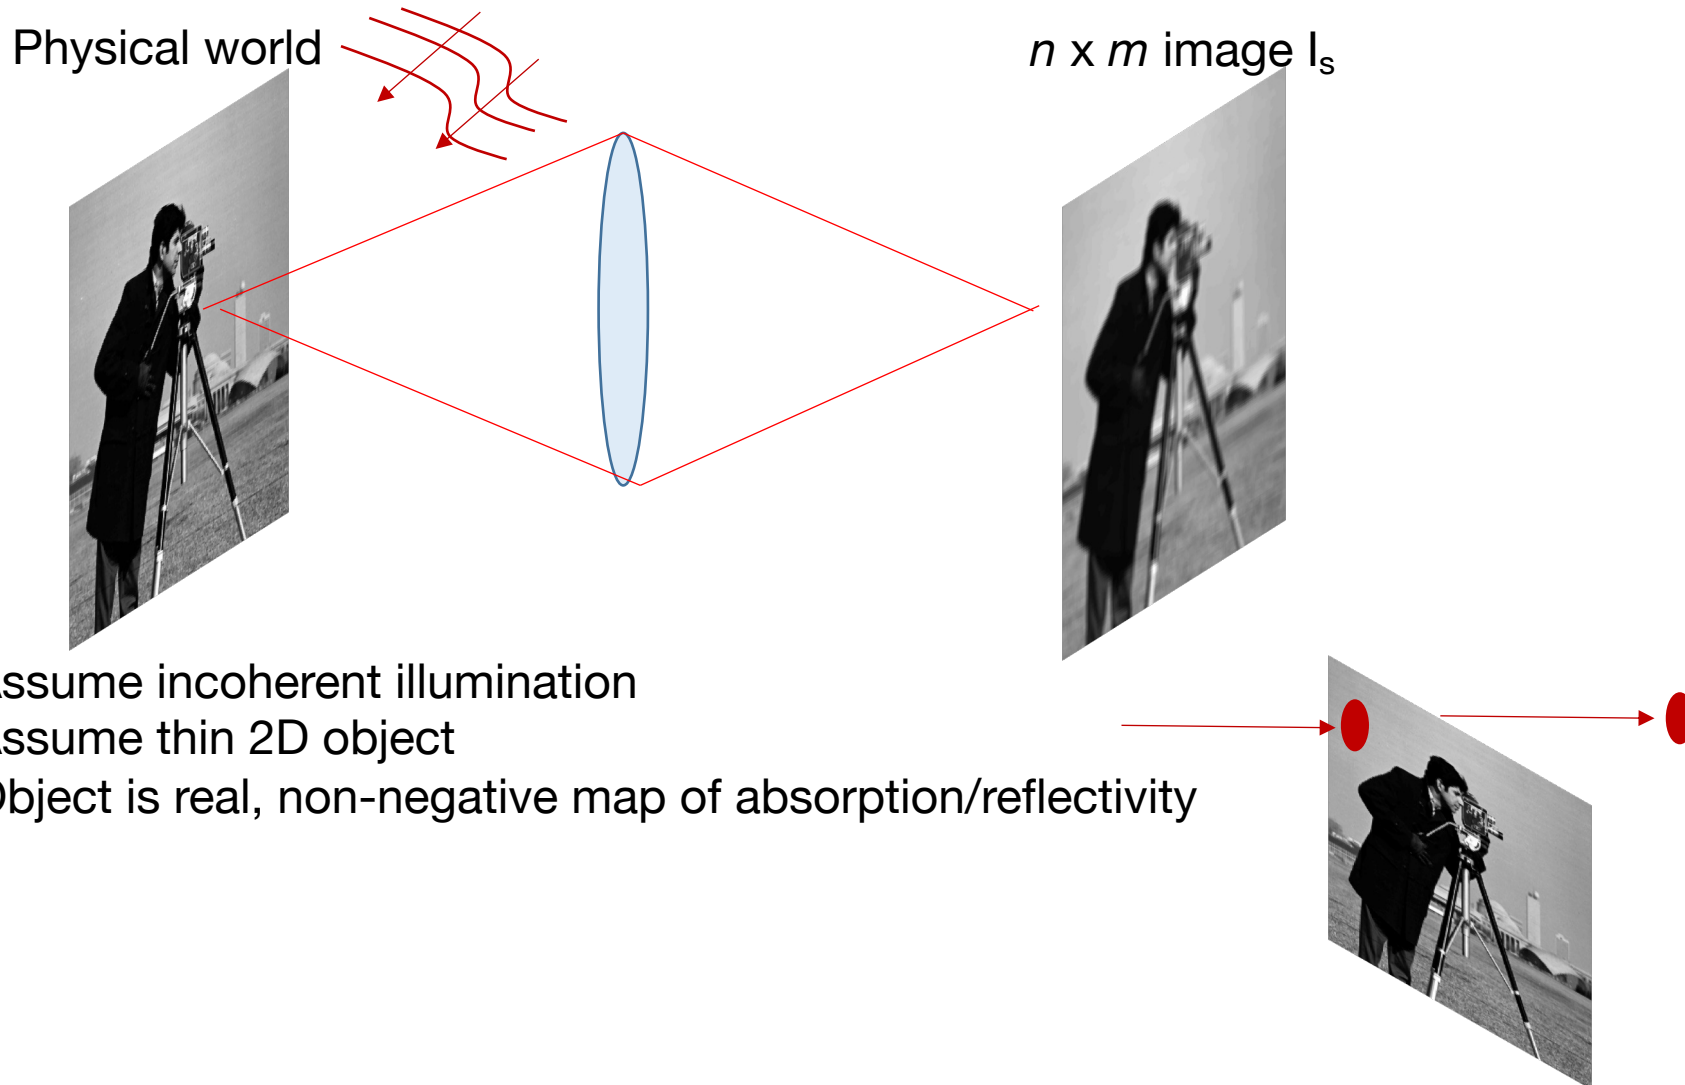 Physical world
n x m image Is
ssume incoherent illumination
ssume thin 2D object
Object is real, non-negative map of absorption/reflectivity